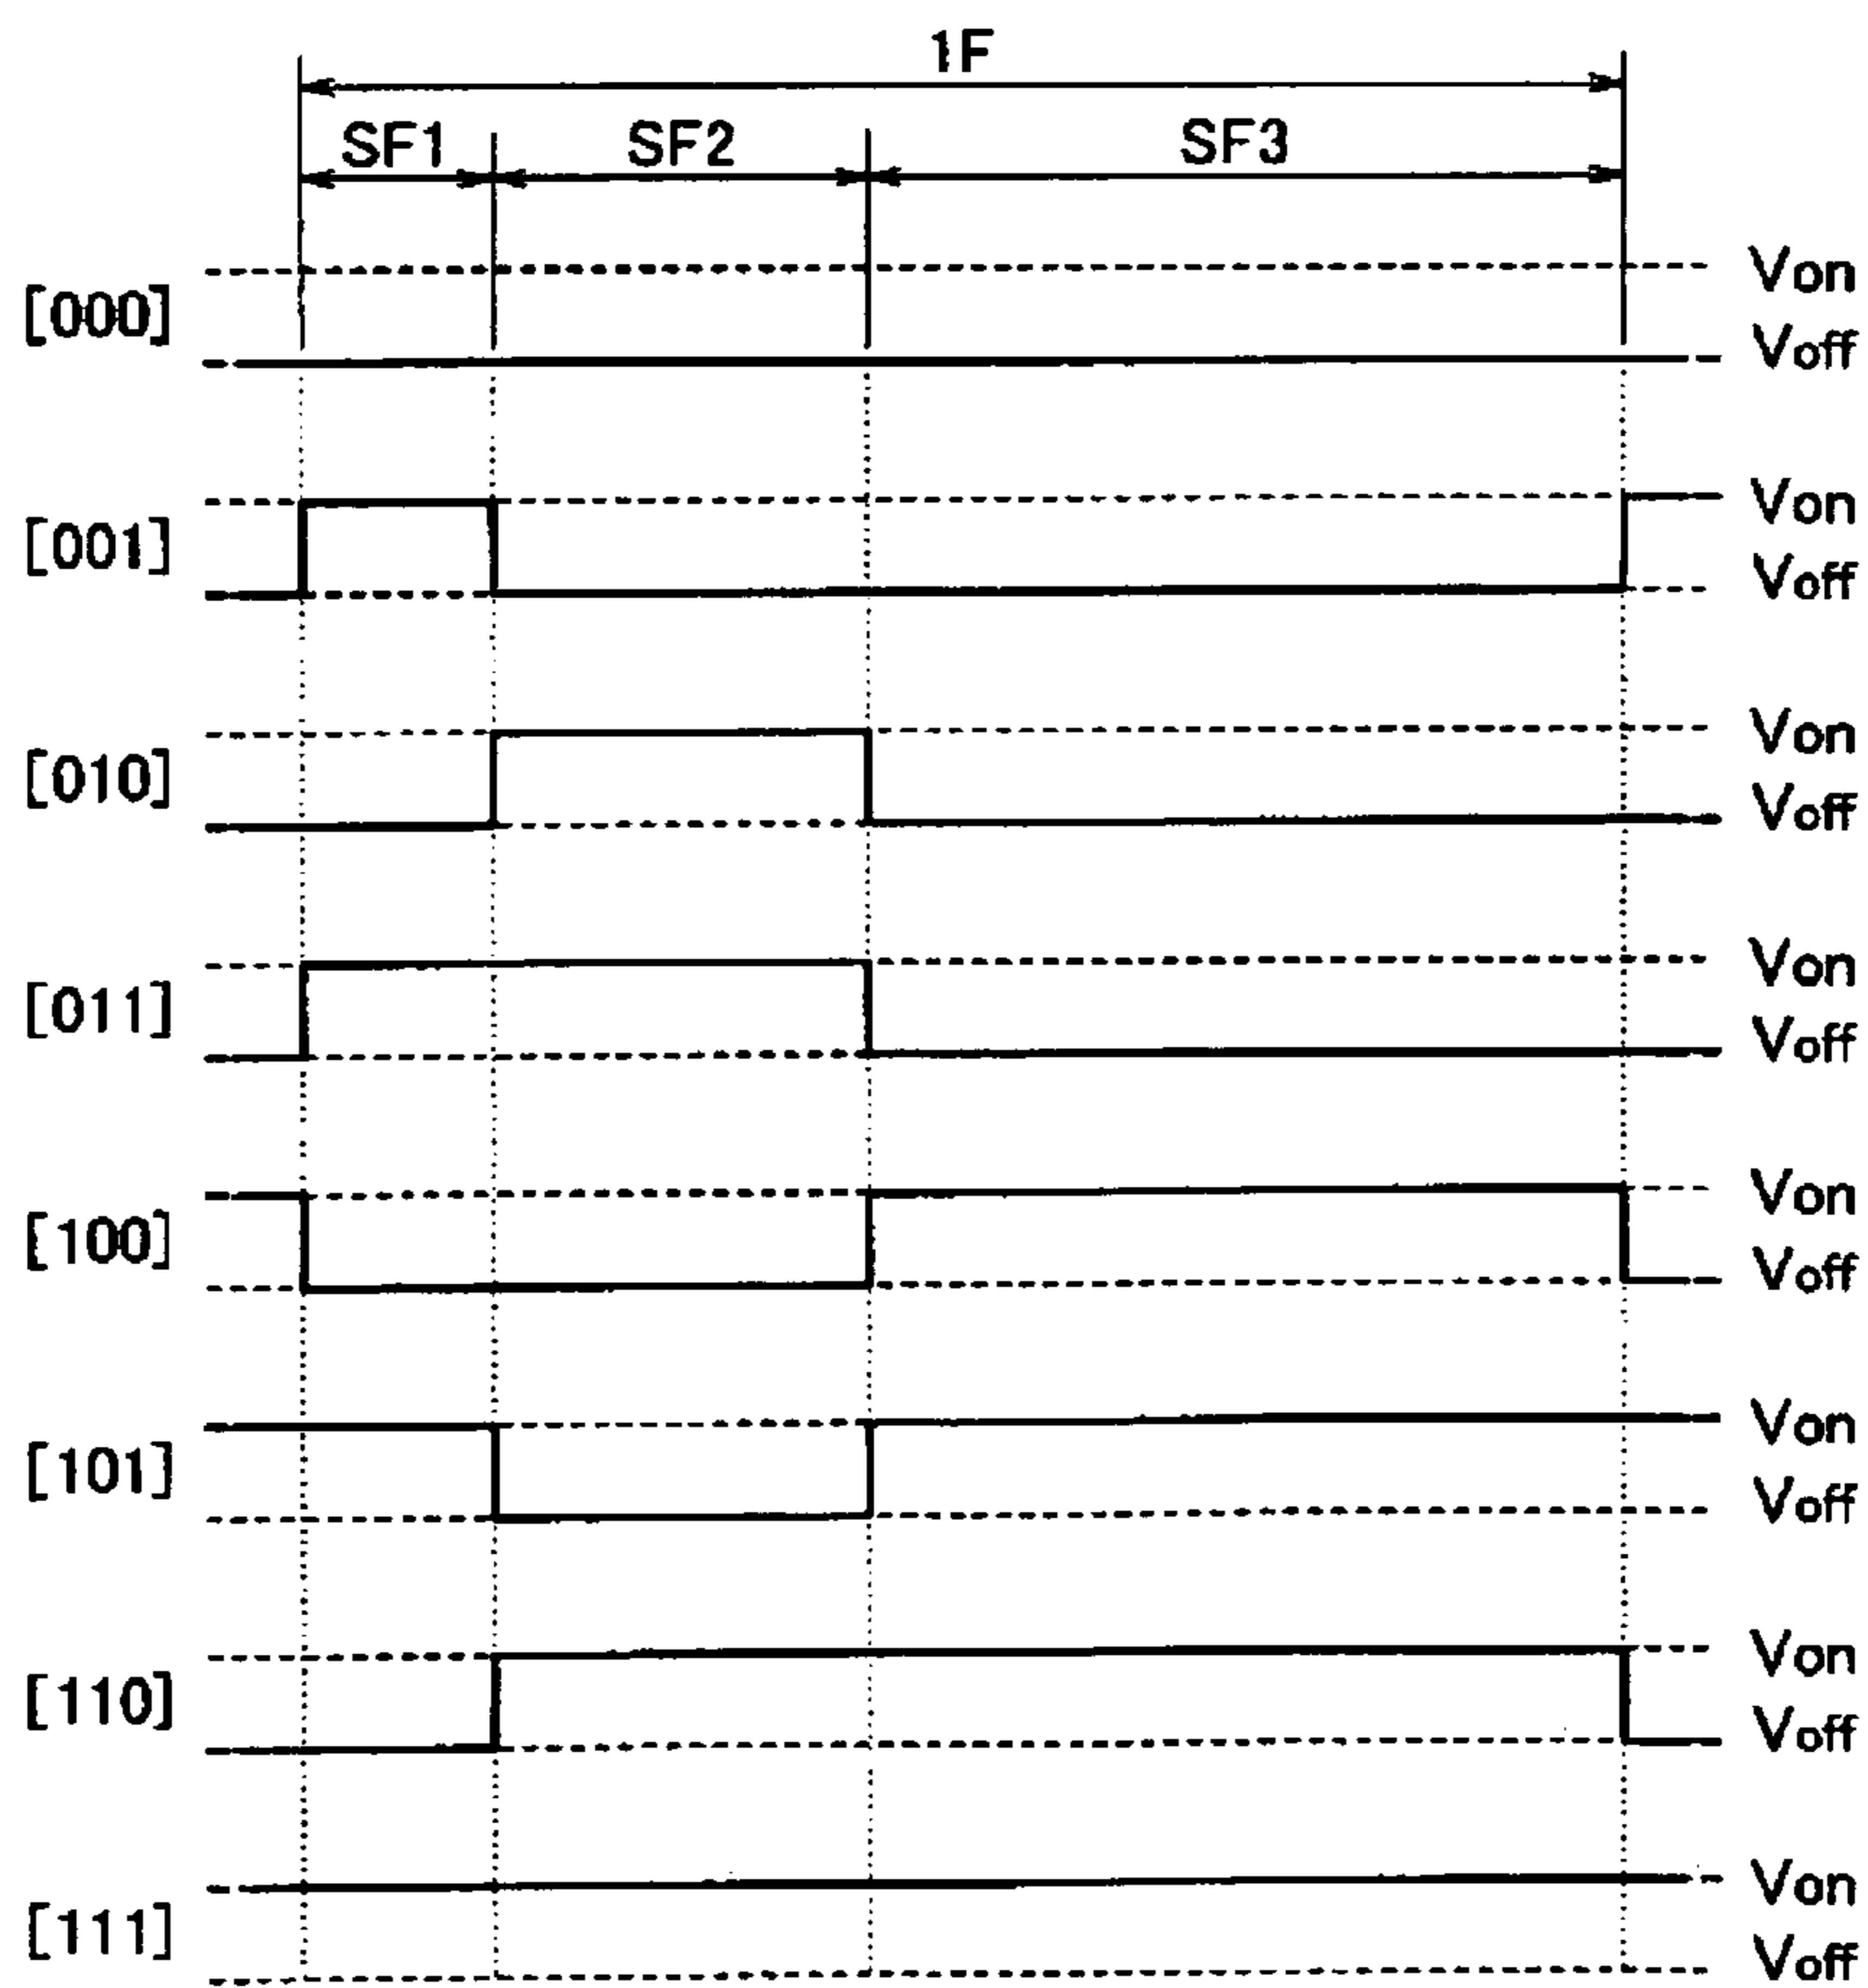 1F
SF1 SF2 SF3
Von
[000]
Voff
Von
[001]
Voff
Von
[010]
Voff
Von
[011]
Voff
Von
[100]
Voff
Von
[101]
Voff
Von
[110]
Voff
Von
[111]
Voff